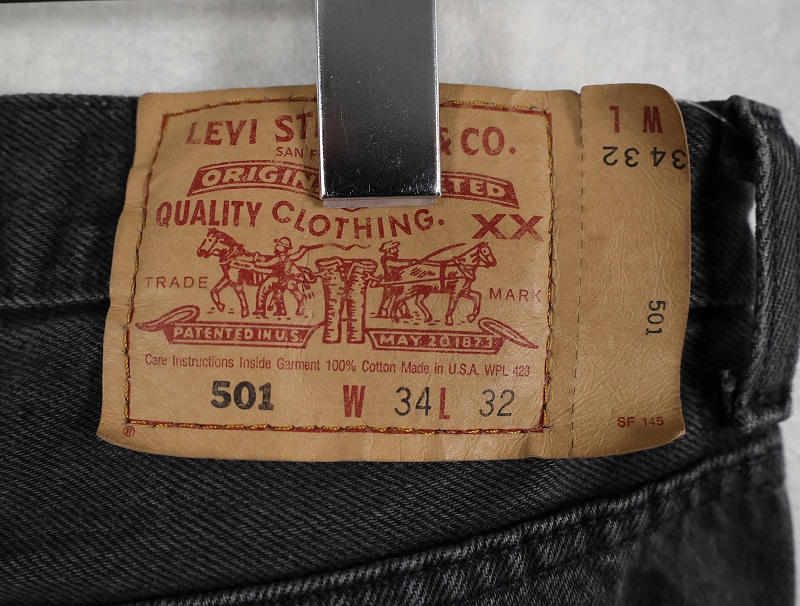 LEVI ST & CO.
SAN F
ORIGIN TED
QUALITY CLOTHING.
XX
TRADE MARK
PATENTED IN U.S
MAY 20 1873
Care Instructions Inside Garment 100% Cotton Made in U.S.A. WPL 423
501 W 34 L 32
®
W L
34 32
501
SF 145